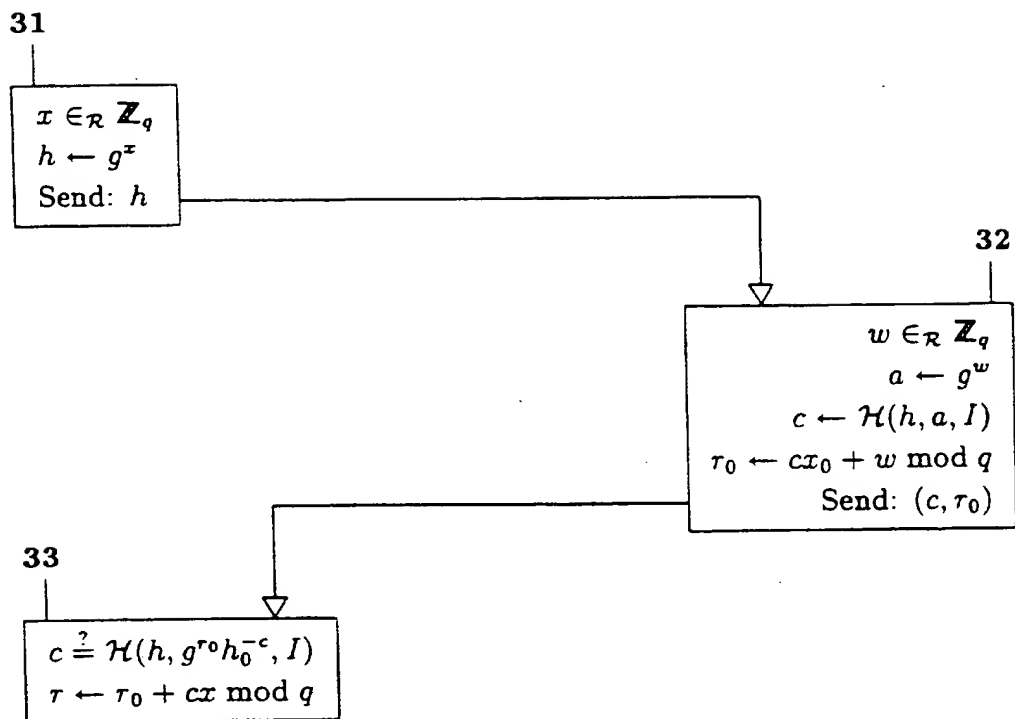 31
x ∈_R ℤ_q
h ← g^x
Send: h
32
w ∈_R ℤ_q
a ← g^w
c ← H(h, a, I)
r_0 ← cx_0 + w mod q
Send: (c, r_0)
33
c ≟ H(h, g^{r_0} h_0^{-c}, I)
r ← r_0 + cx mod q